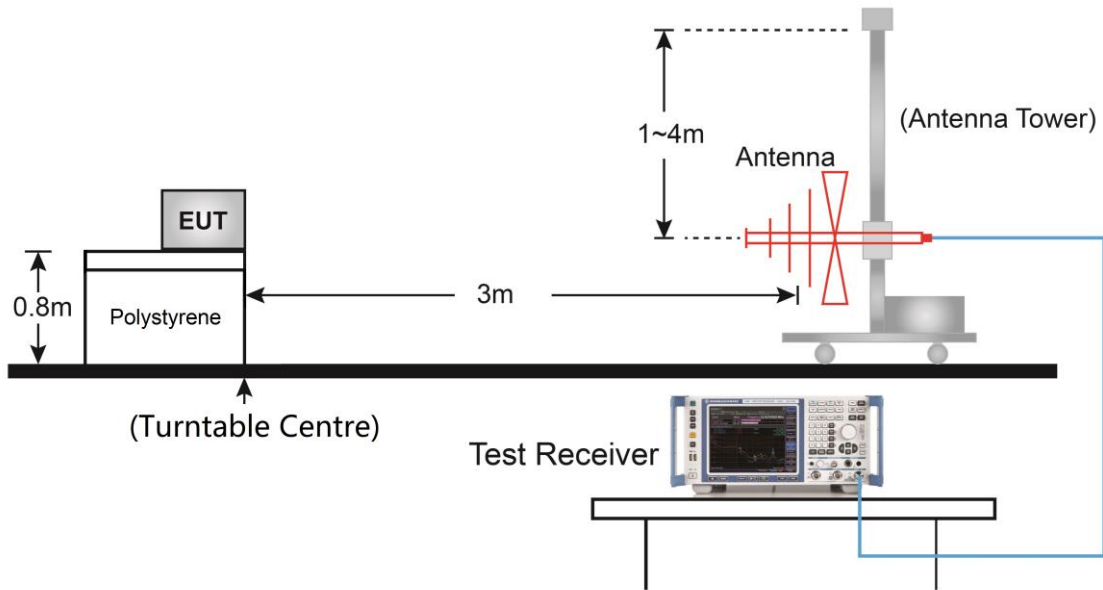 1~4m
(Antenna Tower)
Antenna
EUT
0.8m
Polystyrene
3m
(Turntable Centre)
Test Receiver